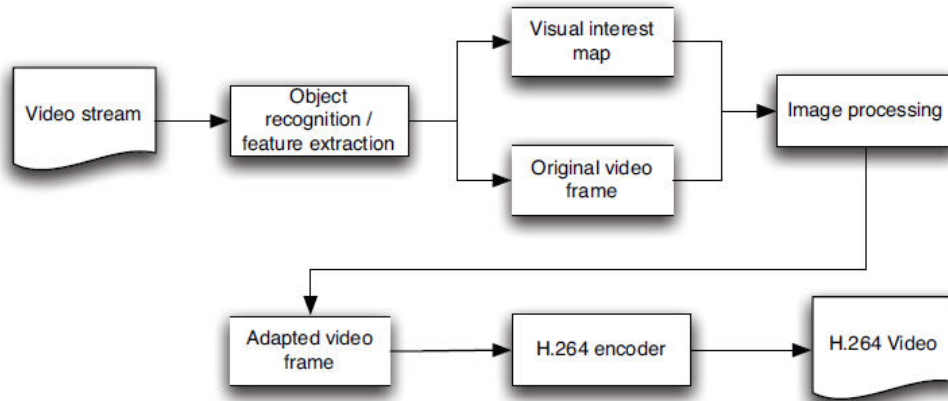 Video stream
Object
recognition /
feature extraction
Visual interest
map
Original video
frame
Image processing
Adapted video
frame
H.264 encoder
H.264 Video